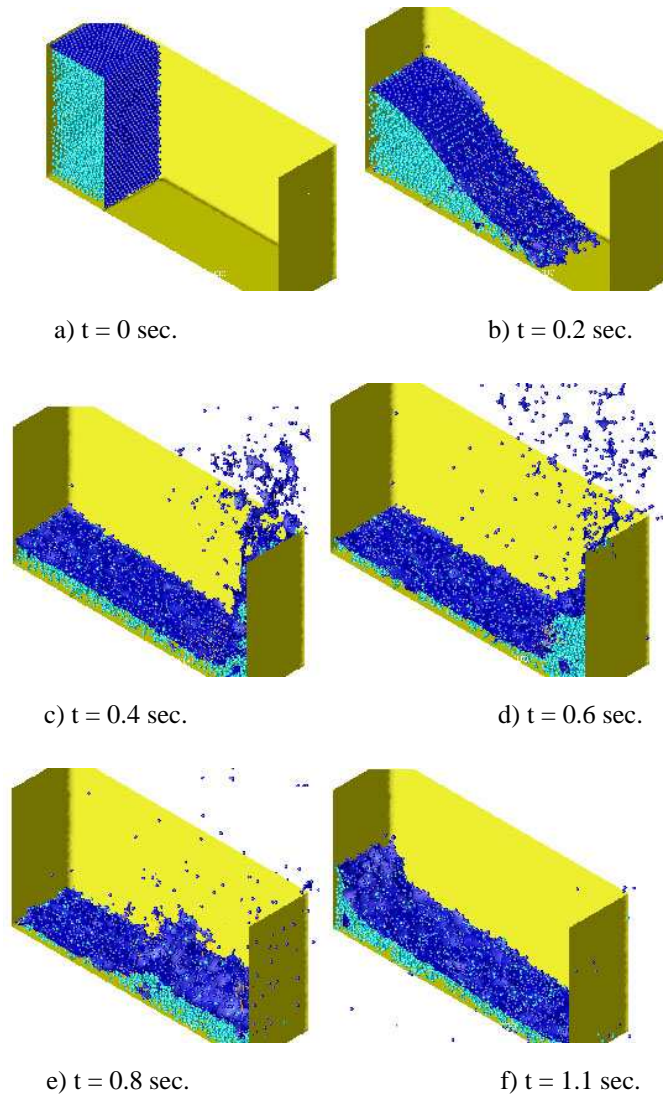 a) t = 0 sec.
b) t = 0.2 sec.
c) t = 0.4 sec.
d) t = 0.6 sec.
e) t = 0.8 sec.
f) t = 1.1 sec.